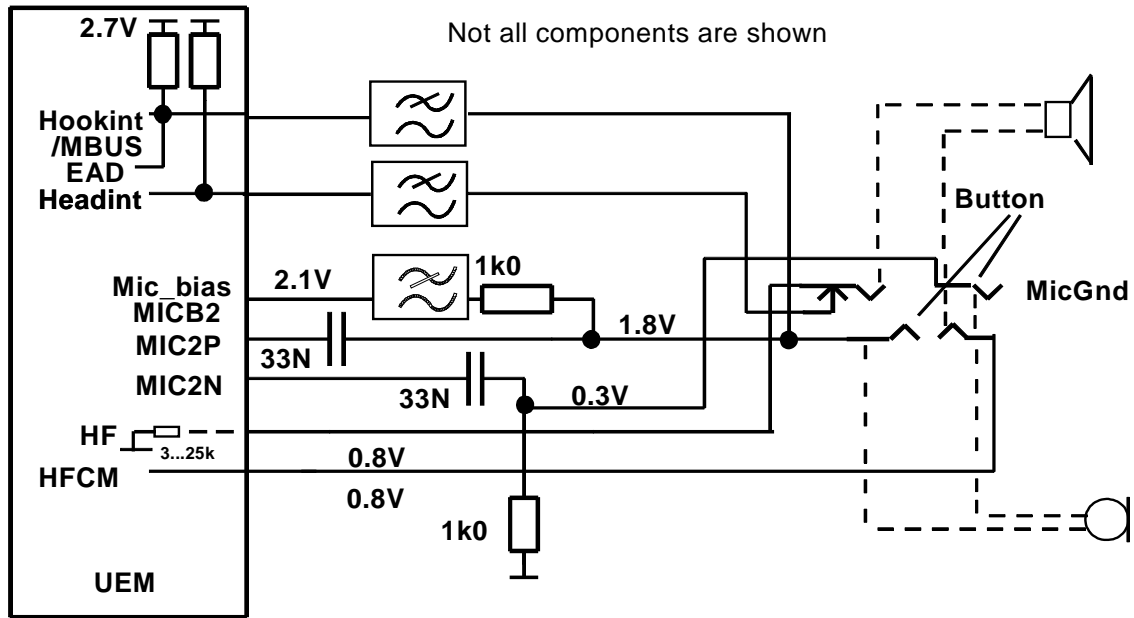 2.7V
Not all components are shown
Hookint
/MBUS
EAD
Headint
Button
Mic_bias
MICB2
2.1V
1k0
MicGnd
MIC2P
33N
1.8V
MIC2N
33N
0.3V
HF
3...25k
0.8V
HFCM
0.8V
1k0
UEM